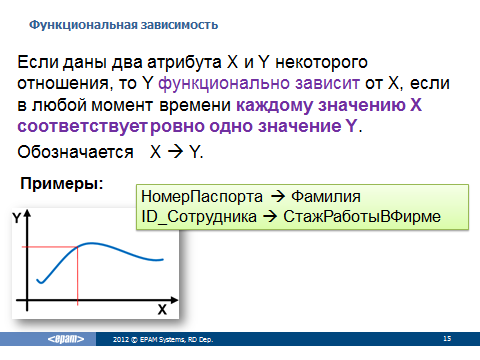 Функциональная зависимость
Если даны два атрибута X и Y некоторого
отношения, то Y функционально зависит от X, если
в любой момент времени каждому значению X
соответствует ровно одно значение Y.
Обозначается X → Y.
Примеры:
НомерПаспорта → Фамилия
ID_Сотрудника → СтажРаботыВФирме
Y
X
<epam> 2012 © EPAM Systems, RD Dep. 15